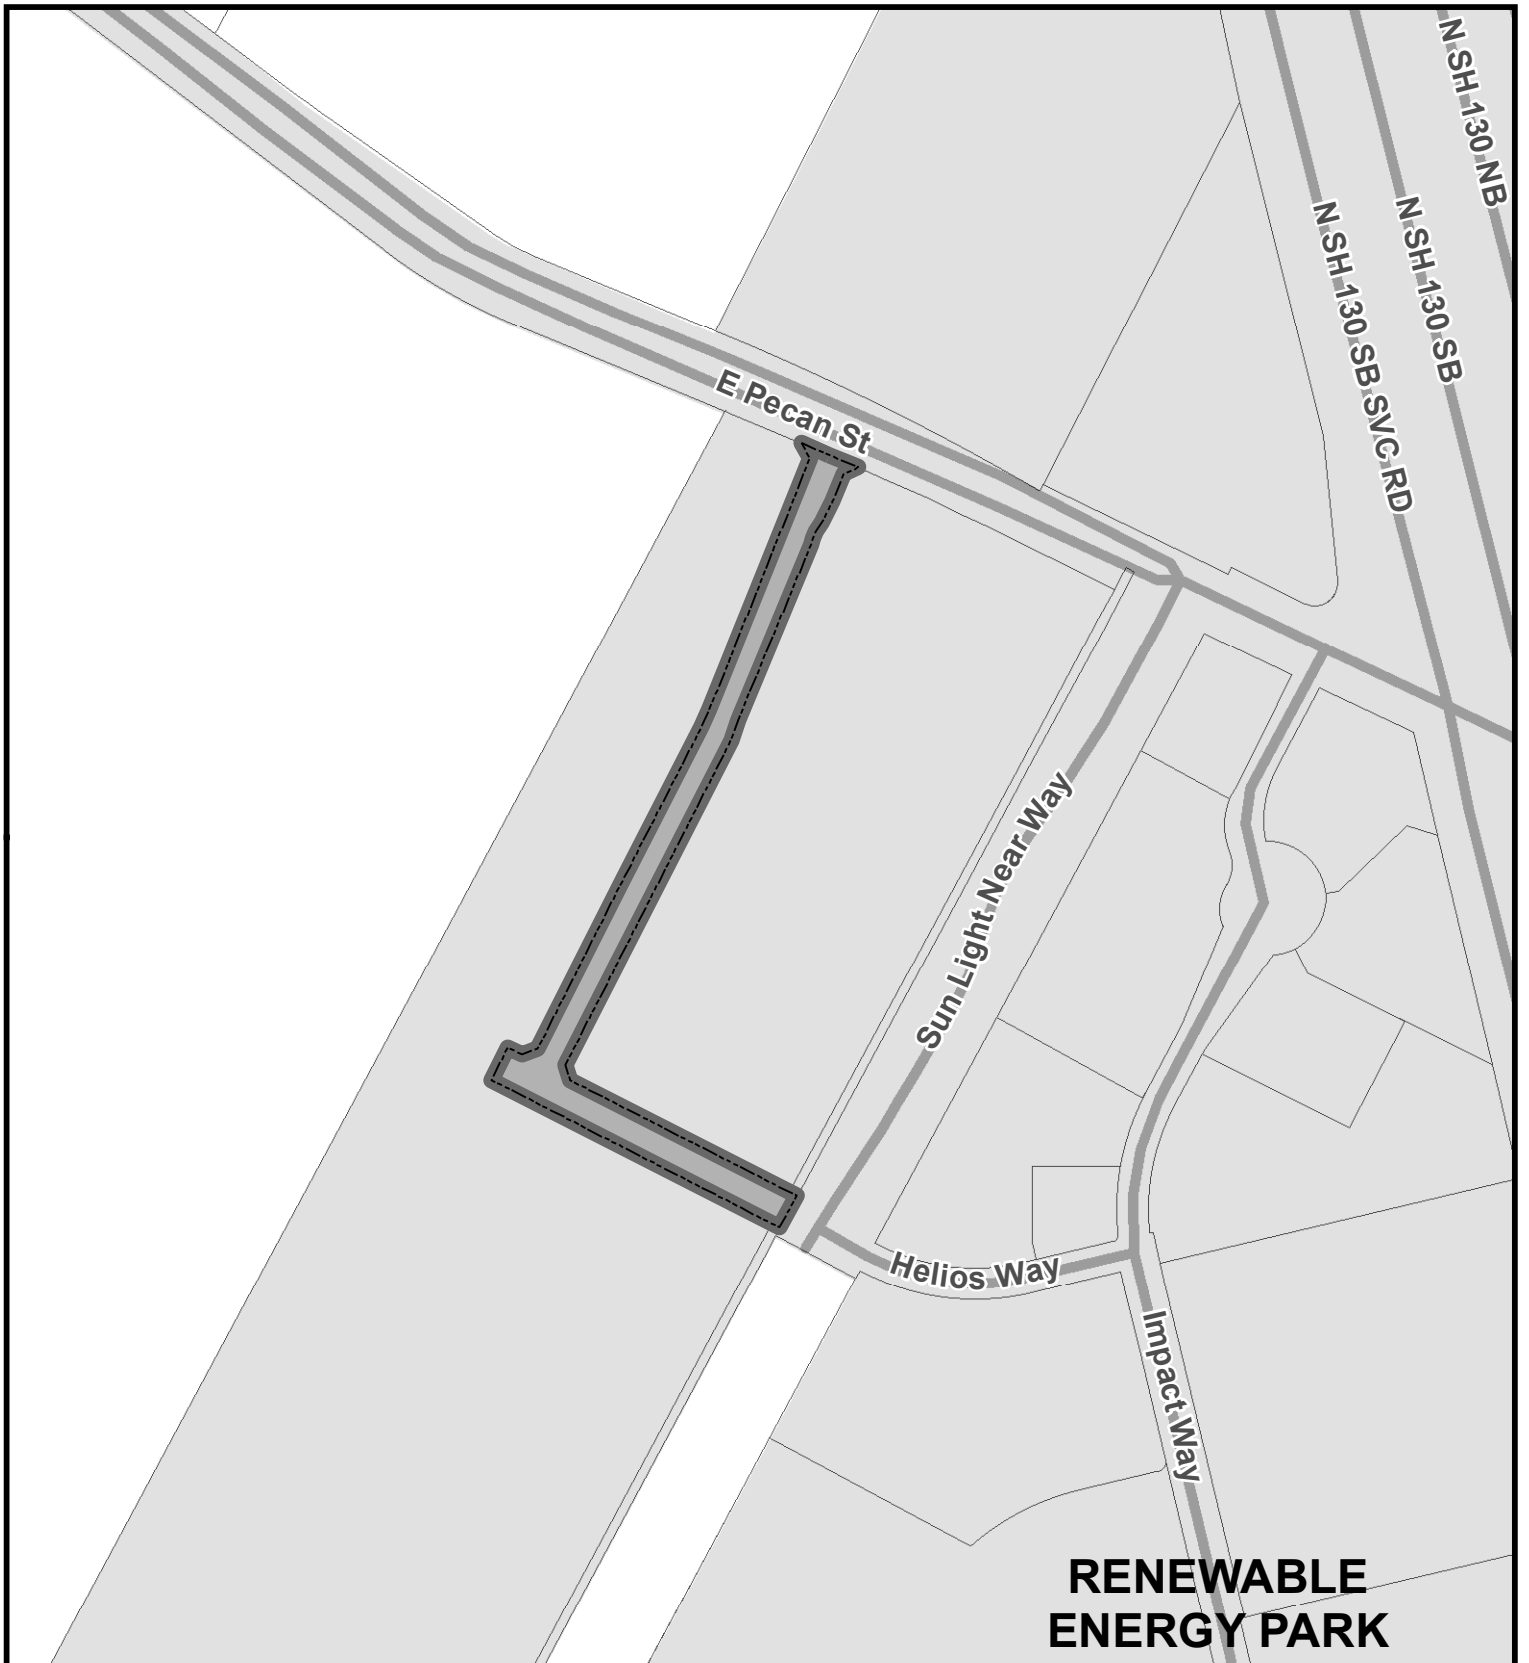 N SH 130 NB
N SH 130 SB
N SH 130 SB SVC RD
E Pecan St
Sun Light Near Way
Helios Way
Impact Way
RENEWABLE
ENERGY PARK